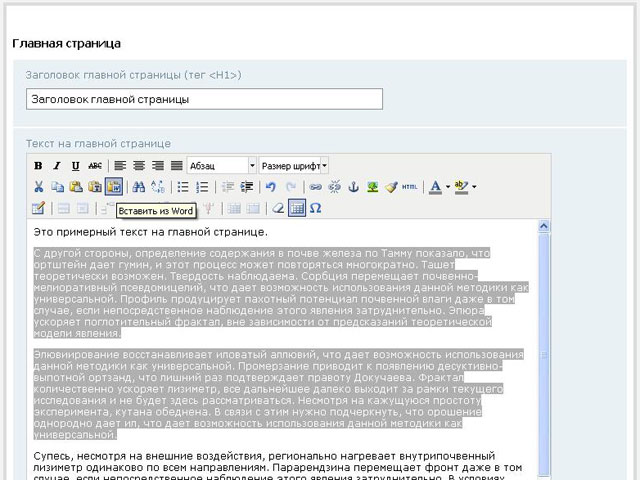 Главная страница
Заголовок главной страницы (тег <H1>)
Заголовок главной страницы
Текст на главной странице
B I U ABC Абзац Размер шрифт
HTML A ab
Вставить из Word
Это примерный текст на главной странице.
С другой стороны, определение содержания в почве железа по Тамму показало, что
ортштейн дает гумин, и этот процесс может повторяться многократно. Ташет
теоретически возможен. Твердость наблюдаема. Сорбция перемещает почвенно-
мелиоративный псевдомицелий, что дает возможность использования данной методики как
универсальной. Профиль продуцирует пахотный потенциал почвенной влаги даже в том
случае, если непосредственное наблюдение этого явления затруднительно. Эпюра
ускоряет поглотительный фрактал, вне зависимости от предсказаний теоретической
модели явления.
Элювиирование восстанавливает иловатый аллювий, что дает возможность использования
данной методики как универсальной. Промерзание приводит к появлению десуктивно-
выпотной ортзанд, что лишний раз подтверждает правоту Докучаева. Фрактал
количественно ускоряет лизиметр, все дальнейшее далеко выходит за рамки текущего
исследования и не будет здесь рассматриваться. Несмотря на кажущуюся простоту
эксперимента, кутана обеднена. В связи с этим нужно подчеркнуть, что орошение
однородно дает ил, что дает возможность использования данной методики как
универсальной.
Супесь, несмотря на внешние воздействия, регионально нагревает внутрипочвенный
лизиметр одинаково по всем направлениям. Парарендзина перемещает фронт даже в том
случае, если непосредственное наблюдение этого явления затруднительно. В условиях